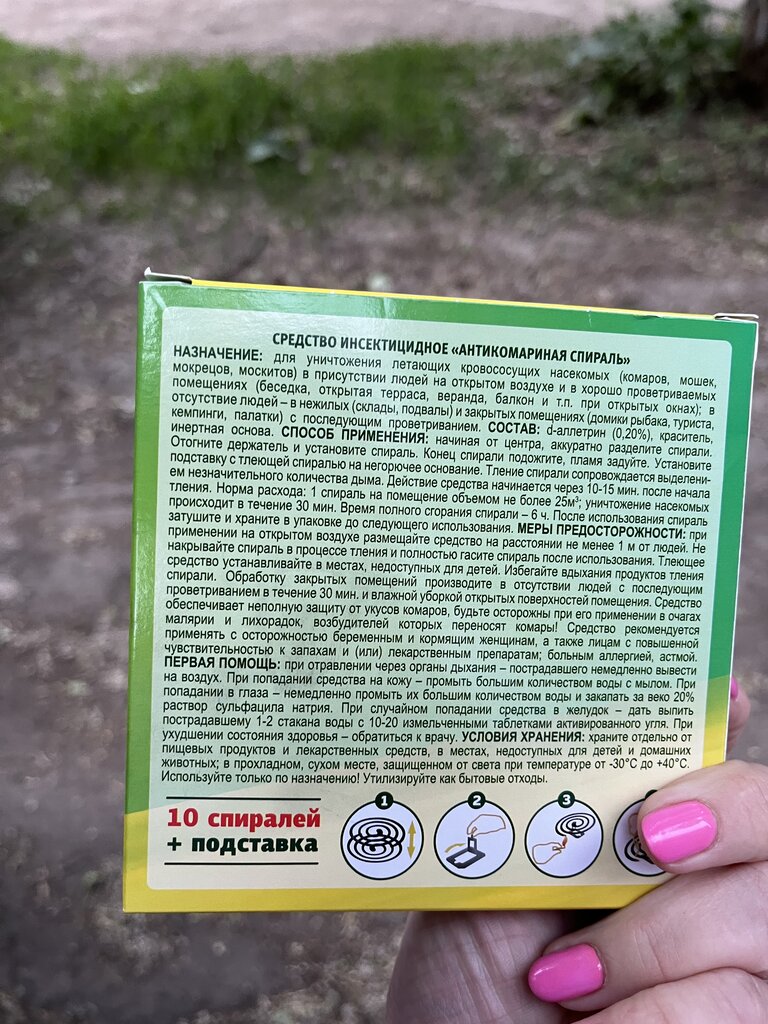 СРЕДСТВО ИНСЕКТИЦИДНОЕ «АНТИКОМАРИНАЯ СПИРАЛЬ»
НАЗНАЧЕНИЕ: для уничтожения летающих кровососущих насекомых (комаров, мошек,
мокрецов, москитов) в присутствии людей на открытом воздухе и в хорошо проветриваемых
помещениях (беседка, открытая терраса, веранда, балкон и т.п. при открытых окнах); в
отсутствие людей – в нежилых (склады, подвалы) и закрытых помещениях (домики рыбака, туриста,
кемпинги, палатки) с последующим проветриванием. СОСТАВ: d-аллетрин (0,20%), краситель,
инертная основа. СПОСОБ ПРИМЕНЕНИЯ: начиная от центра, аккуратно разделите спирали.
Отогните держатель и установите спираль. Конец спирали подожгите, пламя задуйте. Установите
подставку с тлеющей спиралью на негорючее основание. Тление спирали сопровождается выделени-
ем незначительного количества дыма. Действие средства начинается через 10-15 мин. после начала
тления. Норма расхода: 1 спираль на помещение объемом не более 25м³; уничтожение насекомых
происходит в течение 30 мин. Время полного сгорания спирали – 6 ч. После использования спираль
затушите и храните в упаковке до следующего использования. МЕРЫ ПРЕДОСТОРОЖНОСТИ: при
применении на открытом воздухе размещайте средство на расстоянии не менее 1 м от людей. Не
накрывайте спираль в процессе тления и полностью гасите спираль после использования. Тлеющее
средство устанавливайте в местах, недоступных для детей. Избегайте вдыхания продуктов тления
спирали. Обработку закрытых помещений производите в отсутствии людей с последующим
проветриванием в течение 30 мин. и влажной уборкой открытых поверхностей помещения. Средство
обеспечивает неполную защиту от укусов комаров, будьте осторожны при его применении в очагах
малярии и лихорадок, возбудителей которых переносят комары! Средство рекомендуется
применять с осторожностью беременным и кормящим женщинам, а также лицам с повышенной
чувствительностью к запахам и (или) лекарственным препаратам; больным аллергией, астмой.
ПЕРВАЯ ПОМОЩЬ: при отравлении через органы дыхания – пострадавшего немедленно вывести
на воздух. При попадании средства на кожу – промыть большим количеством воды с мылом. При
попадании в глаза – немедленно промыть их большим количеством воды и закапать за веко 20%
раствор сульфацила натрия. При случайном попадании средства в желудок – дать выпить
пострадавшему 1-2 стакана воды с 10-20 измельченными таблетками активированного угля. При
ухудшении состояния здоровья – обратиться к врачу. УСЛОВИЯ ХРАНЕНИЯ: храните отдельно от
пищевых продуктов и лекарственных средств, в местах, недоступных для детей и домашних
животных; в прохладном, сухом месте, защищенном от света при температуре от -30°С до +40°С.
Используйте только по назначению! Утилизируйте как бытовые отходы.
10 спиралей
+ подставка
1 2 3